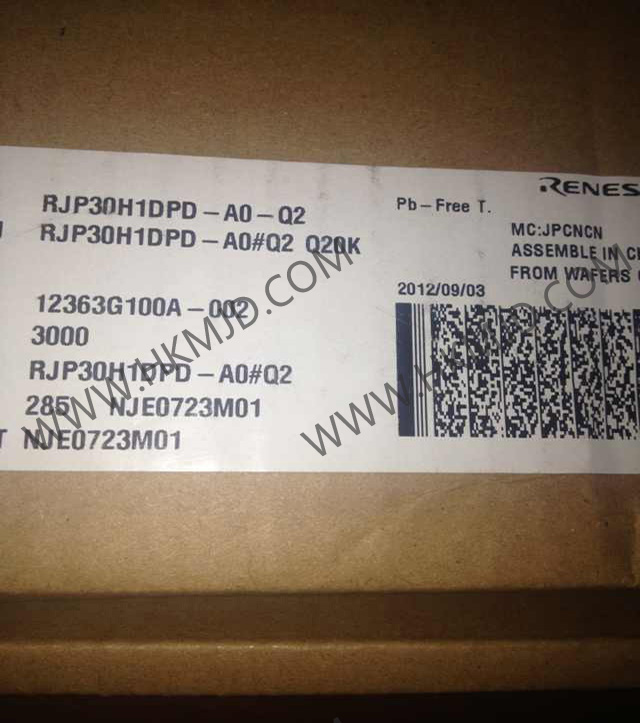 RENES
RJP30H1DPD-A0-Q2
Pb-Free T.
RJP30H1DPD-A0#Q2 Q20K
MC:JPCNCN
ASSEMBLE IN C
FROM WAFERS
2012/09/03
12363G100A-002
3000
RJP30H1DPD-A0#Q2
285 NJE0723M01
T NJE0723M01
WWW.HKMJD.COM
WWW.HKMJD.COM